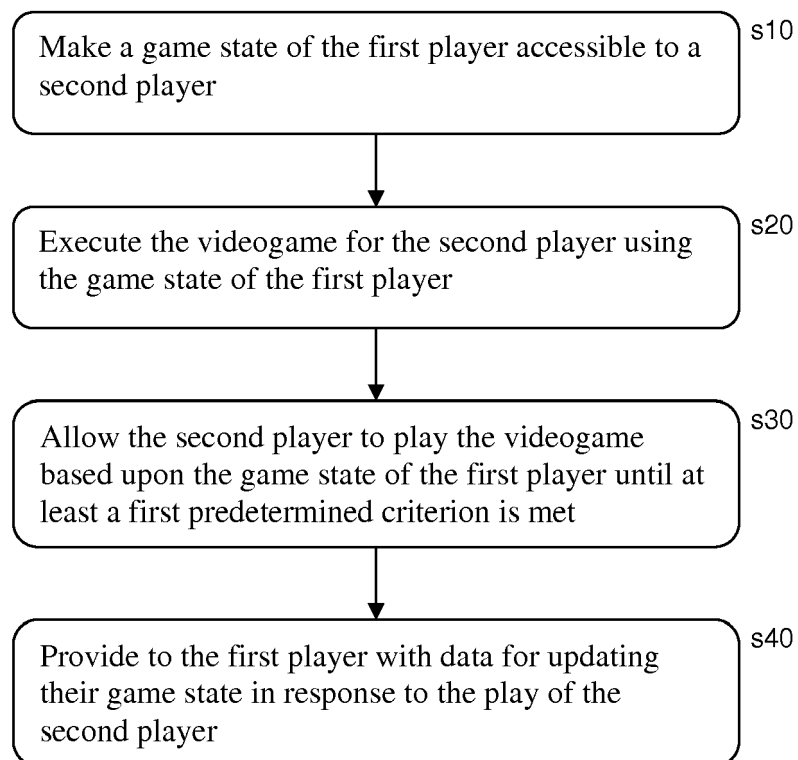 Make a game state of the first player accessible to a
second player
s10
Execute the videogame for the second player using
the game state of the first player
s20
Allow the second player to play the videogame
based upon the game state of the first player until at
least a first predetermined criterion is met
s30
Provide to the first player with data for updating
their game state in response to the play of the
second player
s40